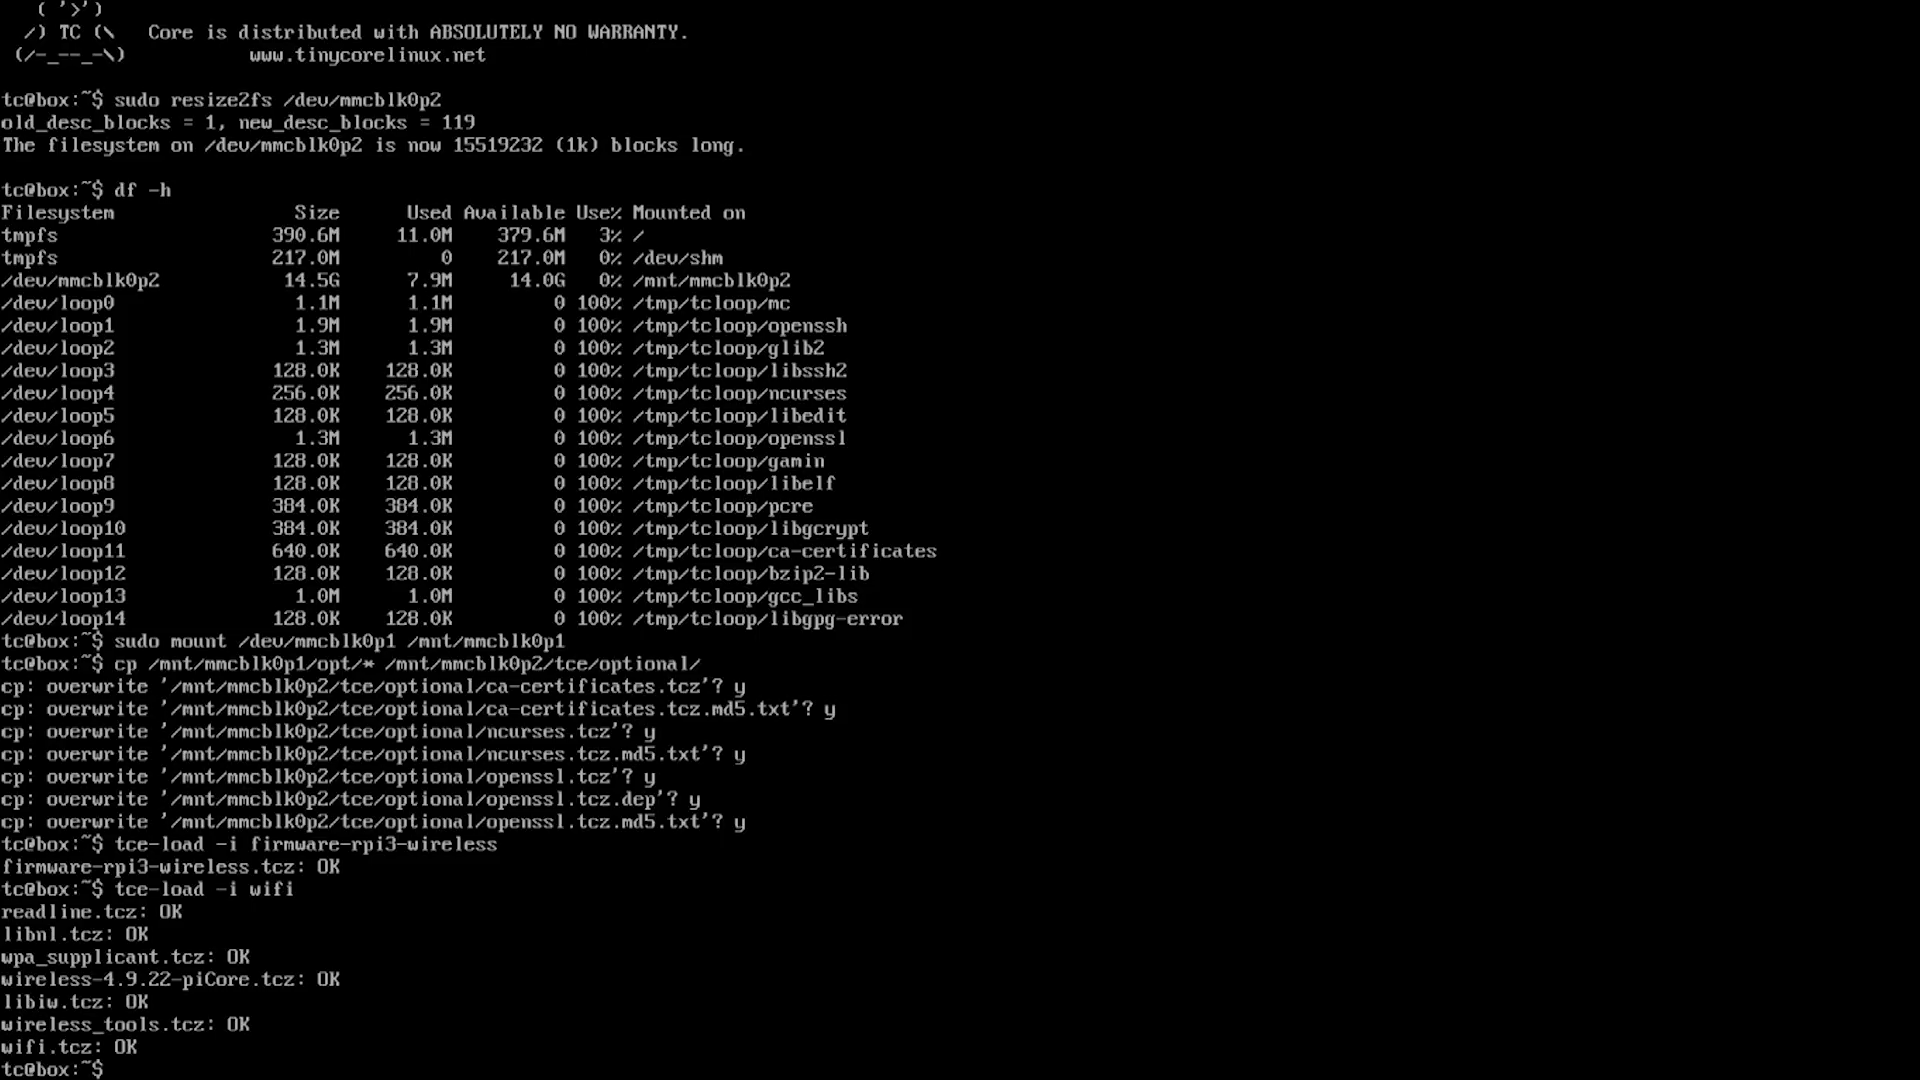 ( '>')
/) TC (\   Core is distributed with ABSOLUTELY NO WARRANTY.
(/-_--_-\)           www.tinycorelinux.net
tc@box:~$ sudo resize2fs /dev/mmcblk0p2
old_desc_blocks = 1, new_desc_blocks = 119
The filesystem on /dev/mmcblk0p2 is now 15519232 (1k) blocks long.
tc@box:~$ df -h
Filesystem                Size      Used Available Use% Mounted on
tmpfs                   390.6M     11.0M    379.6M   3% /
tmpfs                   217.0M         0    217.0M   0% /dev/shm
/dev/mmcblk0p2           14.5G      7.9M     14.0G   0% /mnt/mmcblk0p2
/dev/loop0                1.1M      1.1M         0 100% /tmp/tcloop/mc
/dev/loop1                1.9M      1.9M         0 100% /tmp/tcloop/openssh
/dev/loop2                1.3M      1.3M         0 100% /tmp/tcloop/glib2
/dev/loop3              128.0K    128.0K         0 100% /tmp/tcloop/libssh2
/dev/loop4              256.0K    256.0K         0 100% /tmp/tcloop/ncurses
/dev/loop5              128.0K    128.0K         0 100% /tmp/tcloop/libedit
/dev/loop6                1.3M      1.3M         0 100% /tmp/tcloop/openssl
/dev/loop7              128.0K    128.0K         0 100% /tmp/tcloop/gamin
/dev/loop8              128.0K    128.0K         0 100% /tmp/tcloop/libelf
/dev/loop9              384.0K    384.0K         0 100% /tmp/tcloop/pcre
/dev/loop10             384.0K    384.0K         0 100% /tmp/tcloop/libgcrypt
/dev/loop11             640.0K    640.0K         0 100% /tmp/tcloop/ca-certificates
/dev/loop12             128.0K    128.0K         0 100% /tmp/tcloop/bzip2-lib
/dev/loop13               1.0M      1.0M         0 100% /tmp/tcloop/gcc_libs
/dev/loop14             128.0K    128.0K         0 100% /tmp/tcloop/libgpg-error
tc@box:~$ sudo mount /dev/mmcblk0p1 /mnt/mmcblk0p1
tc@box:~$ cp /mnt/mmcblk0p1/opt/* /mnt/mmcblk0p2/tce/optional/
cp: overwrite '/mnt/mmcblk0p2/tce/optional/ca-certificates.tcz'? y
cp: overwrite '/mnt/mmcblk0p2/tce/optional/ca-certificates.tcz.md5.txt'? y
cp: overwrite '/mnt/mmcblk0p2/tce/optional/ncurses.tcz'? y
cp: overwrite '/mnt/mmcblk0p2/tce/optional/ncurses.tcz.md5.txt'? y
cp: overwrite '/mnt/mmcblk0p2/tce/optional/openssl.tcz'? y
cp: overwrite '/mnt/mmcblk0p2/tce/optional/openssl.tcz.dep'? y
cp: overwrite '/mnt/mmcblk0p2/tce/optional/openssl.tcz.md5.txt'? y
tc@box:~$ tce-load -i firmware-rpi3-wireless
firmware-rpi3-wireless.tcz: OK
tc@box:~$ tce-load -i wifi
readline.tcz: OK
libnl.tcz: OK
wpa_supplicant.tcz: OK
wireless-4.9.22-piCore.tcz: OK
libiw.tcz: OK
wireless_tools.tcz: OK
wifi.tcz: OK
tc@box:~$